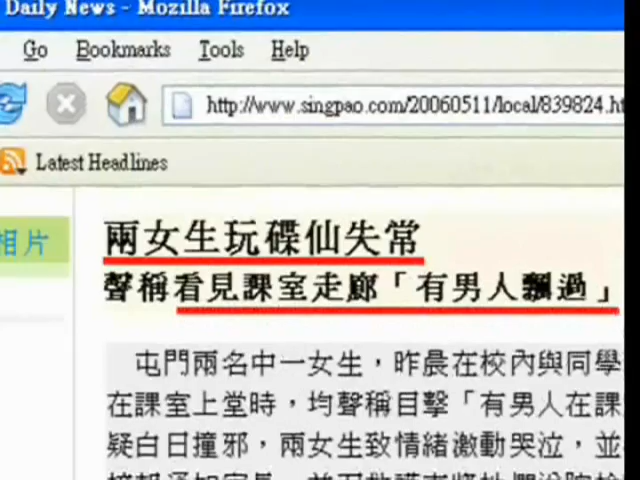 Daily News - Mozilla Firefox
Go Bookmarks Tools Help
http://www.singpao.com/20060511/local/839824.ht
Latest Headlines
相片
兩女生玩碟仙失常
聲稱看見課室走廊「有男人飄過」
屯門兩名中一女生，昨晨在校內與同學
在課室上堂時，均聲稱目擊「有男人在課
疑白日撞邪，兩女生致情緒激動哭泣，並